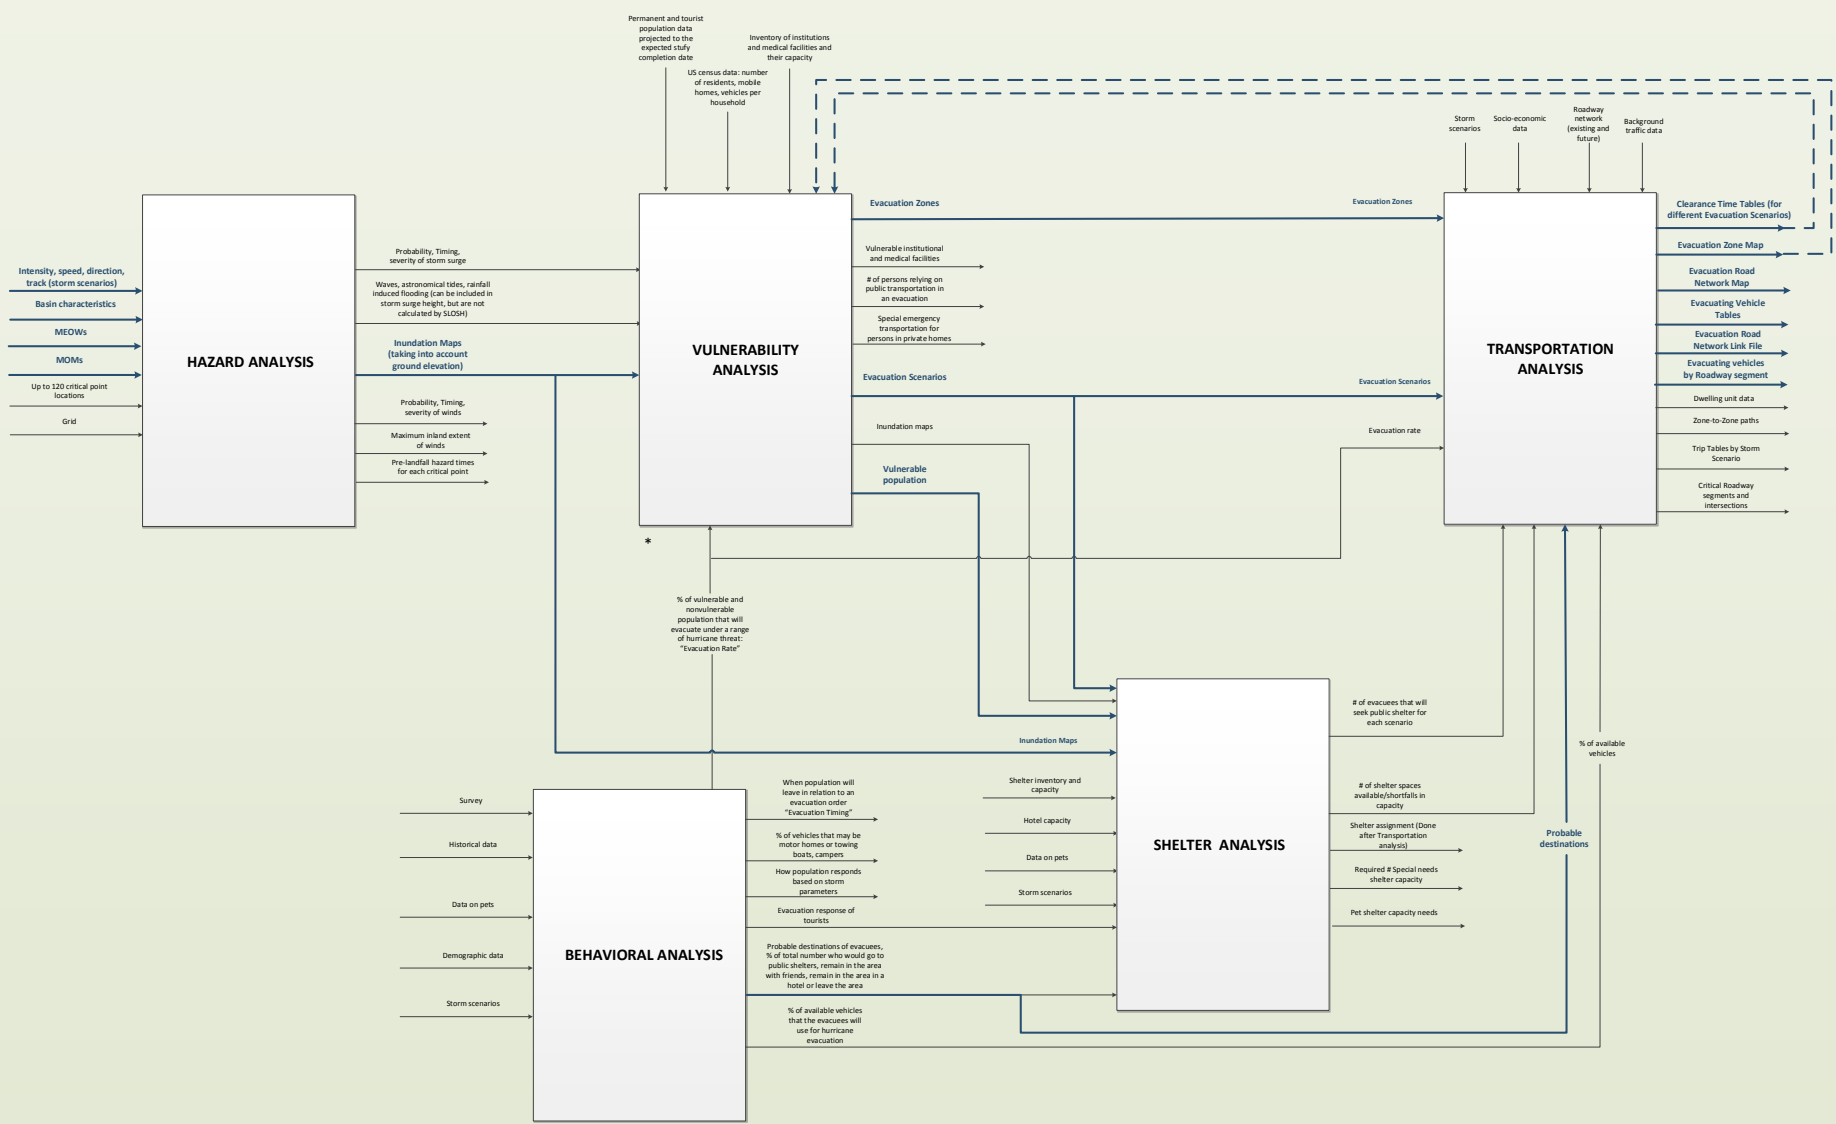 Permanent and tourist
population data
projected to the
expected stufy
completion date
Inventory of institutions
and medical facilities and
their capacity
US census data: number
of residents, mobile
homes, vehicles per
household
Storm
scenarios
Socio-economic
data
Roadway
network
(existing and
future)
Background
traffic data
Intensity, speed, direction,
track (storm scenarios)
Basin characteristics
MEOWs
MOMs
Up to 120 critical point
locations
Grid
HAZARD ANALYSIS
Probability, Timing,
severity of storm surge
Waves, astronomical tides, rainfall
induced flooding (can be included in
storm surge height, but are not
calculated by SLOSH)
Inundation Maps
(taking into account
ground elevation)
Probability, Timing,
severity of winds
Maximum inland extent
of winds
Pre-landfall hazard times
for each critical point
VULNERABILITY
ANALYSIS
*
Evacuation Zones
Vulnerable institutional
and medical facilities
# of persons relying on
public transportation in
an evacuation
Special emergency
transportation for
persons in private homes
Evacuation Scenarios
Inundation maps
Vulnerable
population
Evacuation Zones
Evacuation Scenarios
Evacuation rate
TRANSPORTATION
ANALYSIS
Clearance Time Tables (for
different Evacuation Scenarios)
Evacuation Zone Map
Evacuation Road
Network Map
Evacuating Vehicle
Tables
Evacuation Road
Network Link File
Evacuating vehicles
by Roadway segment
Dwelling unit data
Zone-to-Zone paths
Trip Tables by Storm
Scenario
Critical Roadway
segments and
intersections
% of vulnerable and
nonvulnerable
population that will
evacuate under a range
of hurricane threat:
“Evacuation Rate”
Survey
Historical data
Data on pets
Demographic data
Storm scenarios
BEHAVIORAL ANALYSIS
When population will
leave in relation to an
evacuation order
“Evacuation Timing”
% of vehicles that may be
motor homes or towing
boats, campers
How population responds
based on storm
parameters
Evacuation response of
tourists
Probable destinations of evacuees,
% of total number who would go to
public shelters, remain in the area
with friends, remain in the area in a
hotel or leave the area
% of available vehicles
that the evacuees will
use for hurricane
evacuation
Inundation Maps
Shelter inventory and
capacity
Hotel capacity
Data on pets
Storm scenarios
SHELTER  ANALYSIS
# of evacuees that will
seek public shelter for
each scenario
# of shelter spaces
available/shortfalls in
capacity
Shelter assignment (Done
after Transportation
analysis)
Required # Special needs
shelter capacity
Pet shelter capacity needs
Probable
destinations
% of available
vehicles